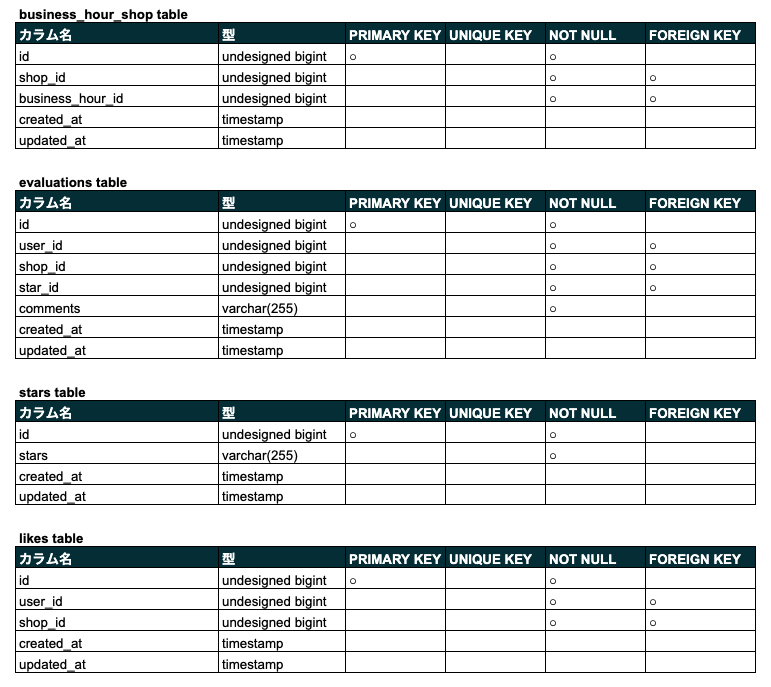 business_hour_shop table
カラム名 型 PRIMARY KEY UNIQUE KEY NOT NULL FOREIGN KEY
id undesigned bigint ○ ○
shop_id undesigned bigint ○ ○
business_hour_id undesigned bigint ○ ○
created_at timestamp
updated_at timestamp
evaluations table
カラム名 型 PRIMARY KEY UNIQUE KEY NOT NULL FOREIGN KEY
id undesigned bigint ○ ○
user_id undesigned bigint ○ ○
shop_id undesigned bigint ○ ○
star_id undesigned bigint ○ ○
comments varchar(255) ○
created_at timestamp
updated_at timestamp
stars table
カラム名 型 PRIMARY KEY UNIQUE KEY NOT NULL FOREIGN KEY
id undesigned bigint ○ ○
stars varchar(255) ○
created_at timestamp
updated_at timestamp
likes table
カラム名 型 PRIMARY KEY UNIQUE KEY NOT NULL FOREIGN KEY
id undesigned bigint ○ ○
user_id undesigned bigint ○ ○
shop_id undesigned bigint ○ ○
created_at timestamp
updated_at timestamp